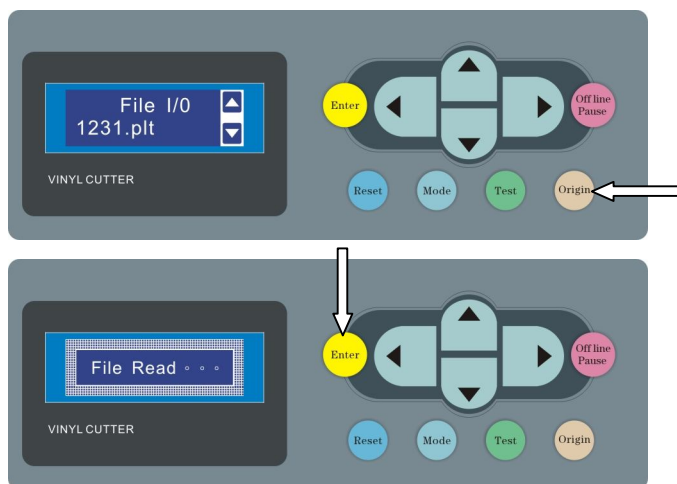 File I/0
1231.plt
VINYL CUTTER
Enter
Off line
Pause
Reset
Mode
Test
Origin
File Read 。。。
VINYL CUTTER
Enter
Off line
Pause
Reset
Mode
Test
Origin